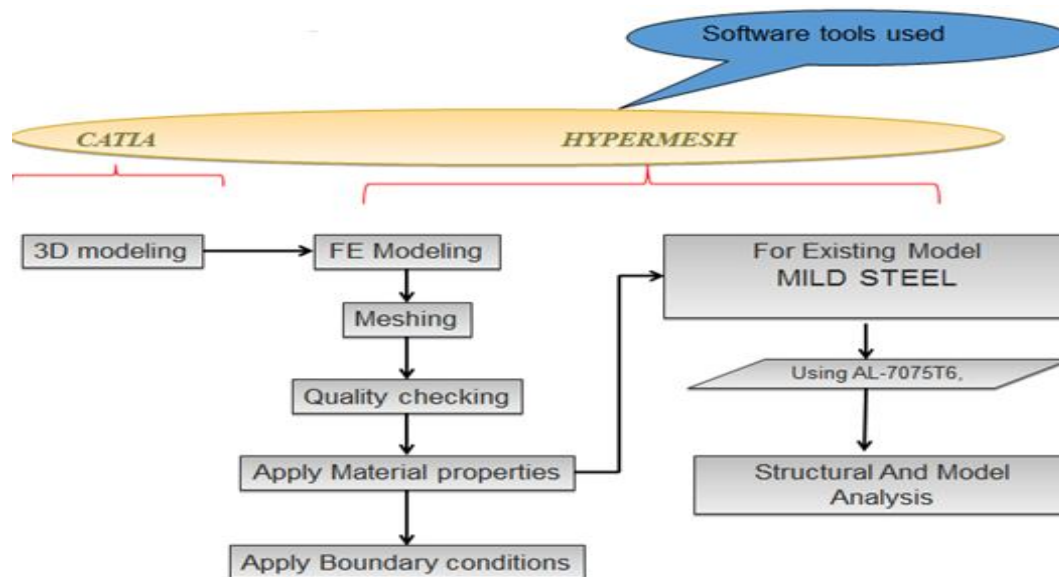 Software tools used
CATIA
HYPERMESH
3D modeling
FE Modeling
Meshing
Quality checking
Apply Material properties
Apply Boundary conditions
For Existing Model
MILD STEEL
Using AL-7075T6,
Structural And Model
Analysis